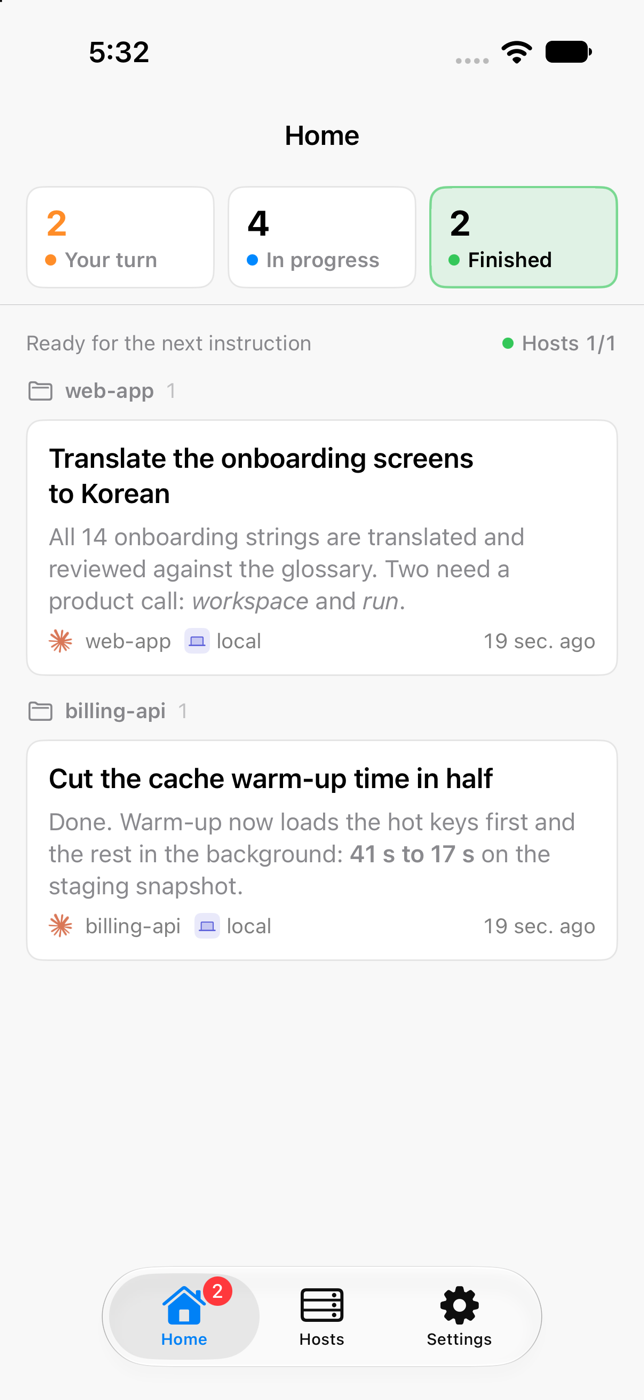 5:32
Home
2
Your turn
4
In progress
2
Finished
Ready for the next instruction
Hosts 1/1
web-app 1
Translate the onboarding screens
to Korean
All 14 onboarding strings are translated and
reviewed against the glossary. Two need a
product call: workspace and run.
web-app local 19 sec. ago
billing-api 1
Cut the cache warm-up time in half
Done. Warm-up now loads the hot keys first and
the rest in the background: 41 s to 17 s on the
staging snapshot.
billing-api local 19 sec. ago
2
Home
Hosts
Settings